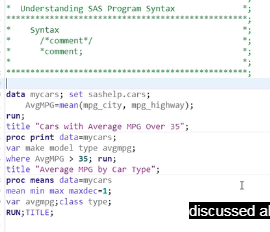 * Understanding SAS Program Syntax *;
***********************************************;
* Syntax *;
* /*comment*/ *;
* *comment; *;
***********************************************;
data mycars; set sashelp.cars;
AvgMPG=mean(mpg_city, mpg_highway);
run;
title "Cars with Average MPG Over 35";
proc print data=mycars
var make model type avgmpg;
where AvgMPG > 35; run;
title "Average MPG by Car Type";
proc means data=mycars
mean min max maxdec=1;
var avgmpg;class type;
RUN;TITLE;
discussed a